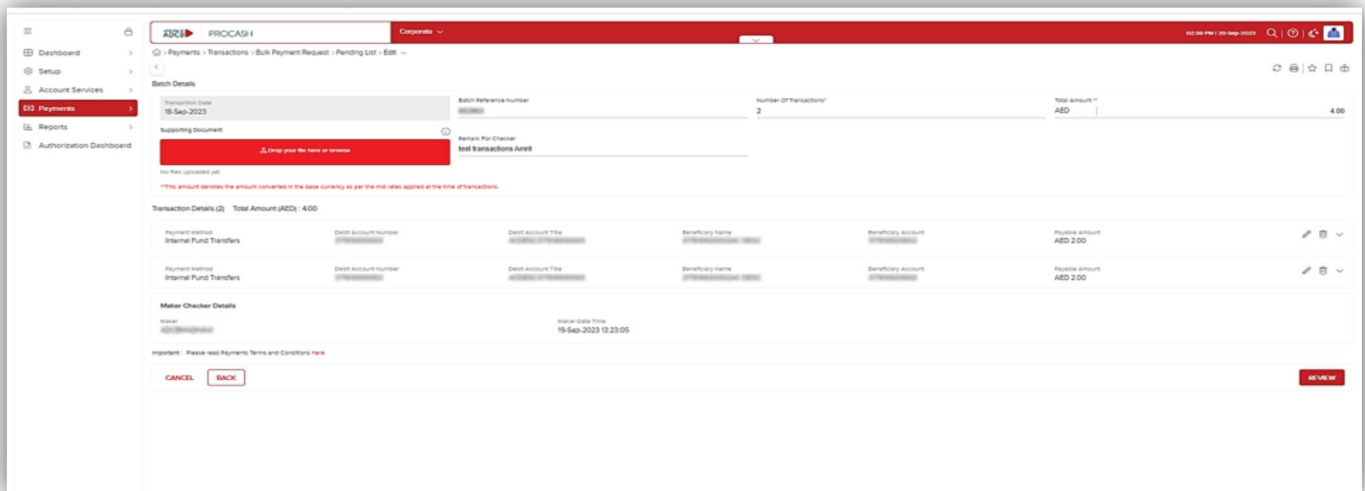 ADCB PROCASH Corporate 02:59 PM | 20-Sep-2023
Dashboard
Setup
Account Services
Payments
Reports
Authorization Dashboard
Payments > Transactions > Bulk Payment Request > Pending List > Edit
Batch Details
Transaction Date
18-Sep-2023
Batch Reference Number
Number Of Transactions*
2
Total Amount **
AED 4.00
Supporting Document
Drop your file here or browse
No files uploaded yet
Remark For Checker
test transactions Amrit
**This amount denotes the amount converted in the base currency as per the mid rates applied at the time of transactions.
Transaction Details (2) Total Amount (AED) : 4.00
Payment Method Debit Account Number Debit Account Title Beneficiary Name Beneficiary Account Payable Amount
Internal Fund Transfers AED 2.00
Payment Method Debit Account Number Debit Account Title Beneficiary Name Beneficiary Account Payable Amount
Internal Fund Transfers AED 2.00
Maker Checker Details
Maker Maker Date Time
19-Sep-2023 13:23:05
Important : Please read Payments Terms and Conditions here
CANCEL BACK REVIEW